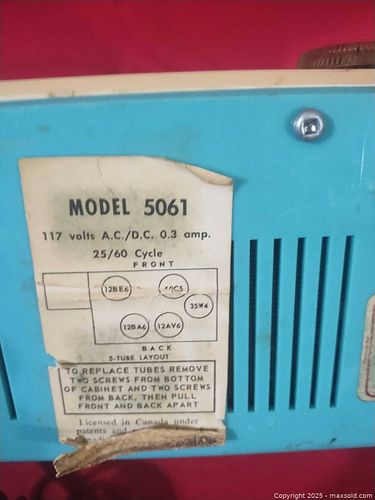 MODEL 5061
117 volts A.C./D.C. 0.3 amp.
25/60 Cycle
FRONT
12BE6
35W4
12BA6 12AV6
BACK
5-TUBE LAYOUT
TO REPLACE TUBES REMOVE
TWO SCREWS FROM BOTTOM
OF CABINET AND TWO SCREWS
FROM BACK, THEN PULL
FRONT AND BACK APART
Licensed in Canada under
patents and
Copyright 2025 - maxsold.com